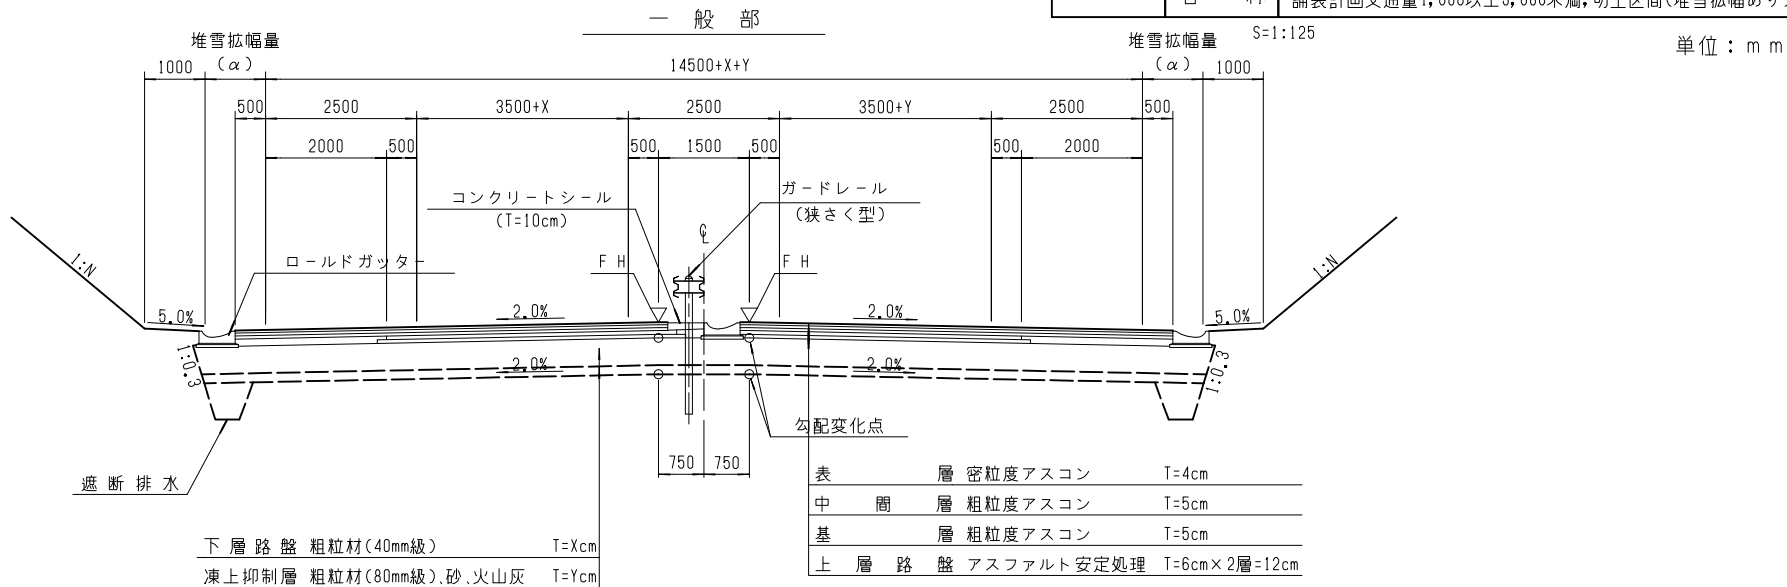 一般部
S=1:125
単位：mm
堆雪拡幅量
(α)
堆雪拡幅量
(α)
1000
14500+X+Y
1000
500
2500
3500+X
2500
3500+Y
2500
500
2000
500
500
1500
500
500
2000
コンクリートシール
(T=10cm)
ガードレール
(狭さく型)
ロールドガッター
FH
FH
1:N
1:N
5.0%
2.0%
2.0%
5.0%
1:0.3
2.0%
2.0%
1:0.3
勾配変化点
750
750
遮断排水
表層 密粒度アスコン T=4cm
中間層 粗粒度アスコン T=5cm
基層 粗粒度アスコン T=5cm
上層路盤 アスファルト安定処理 T=6cm×2層=12cm
下層路盤 粗粒材(40mm級) T=Xcm
凍上抑制層 粗粒材(80mm級)、砂、火山灰 T=Ycm